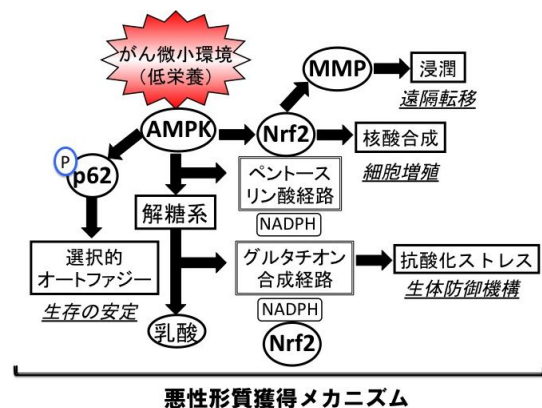 がん微小環境
（低栄養）
MMP
浸潤
遠隔転移
AMPK
Nrf2
核酸合成
細胞増殖
P
p62
ペントース
リン酸経路
NADPH
解糖系
選択的
オートファジー
生存の安定
グルタチオン
合成経路
NADPH
抗酸化ストレス
生体防御機構
乳酸
Nrf2
悪性形質獲得メカニズム